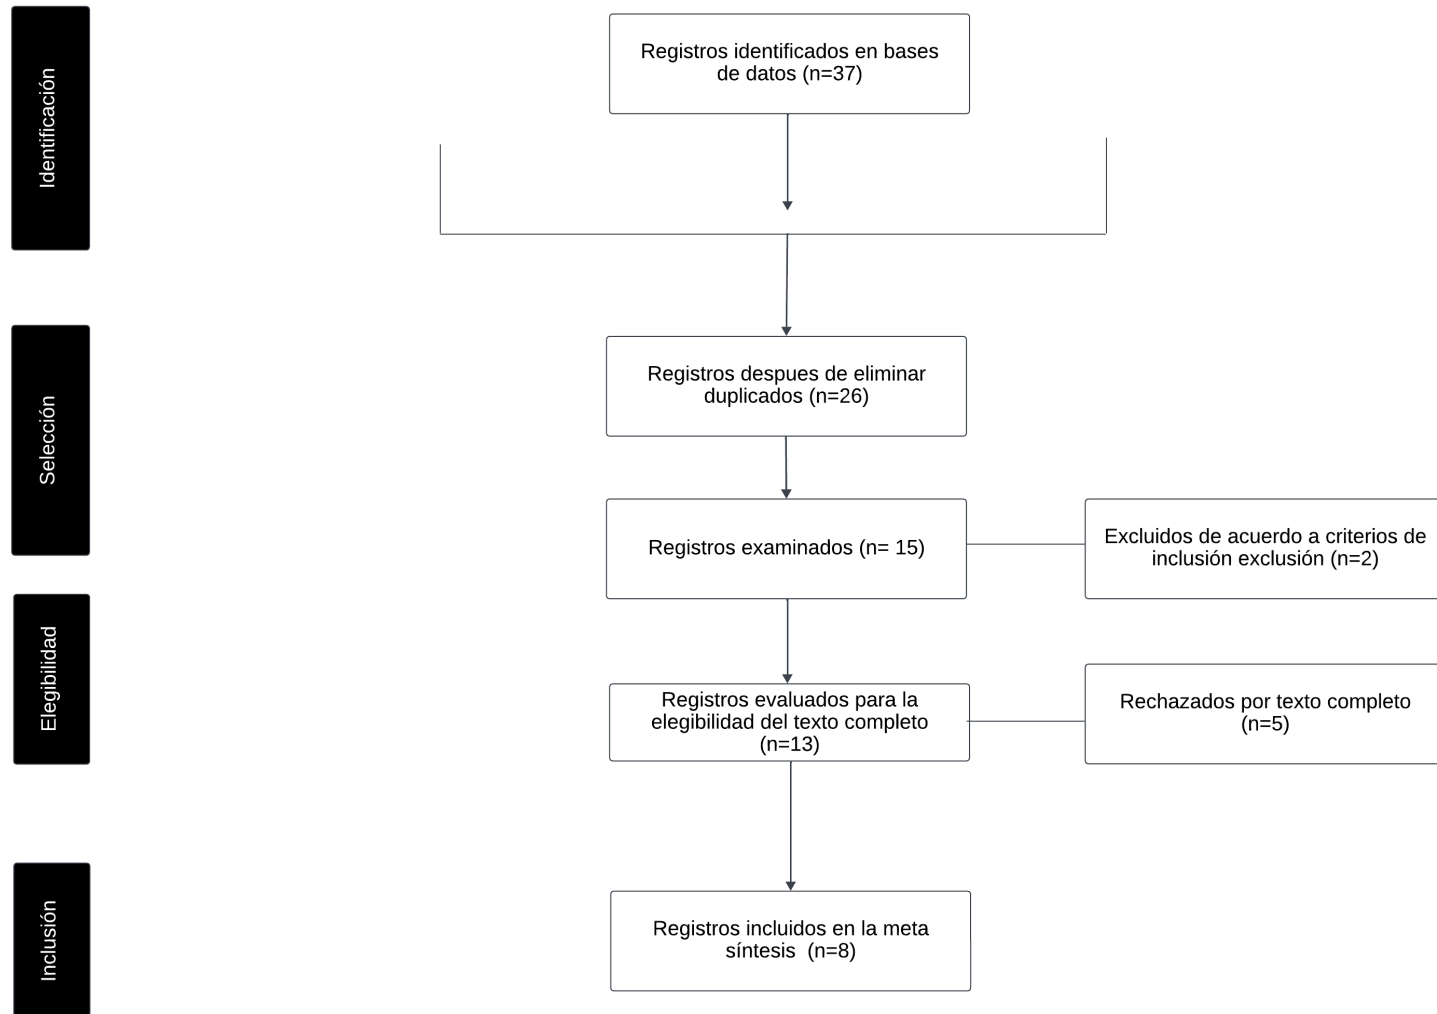 Identificación
Registros identificados en bases
de datos (n=37)
Selección
Registros despues de eliminar
duplicados (n=26)
Registros examinados (n= 15)
Excluidos de acuerdo a criterios de
inclusión exclusión (n=2)
Elegibilidad
Registros evaluados para la
elegibilidad del texto completo
(n=13)
Rechazados por texto completo
(n=5)
Inclusión
Registros incluidos en la meta
síntesis  (n=8)